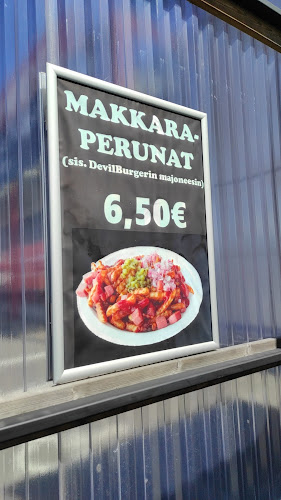 MAKKARA-
PERUNAT
(sis. DevilBurgerin majoneesin)
6,50€